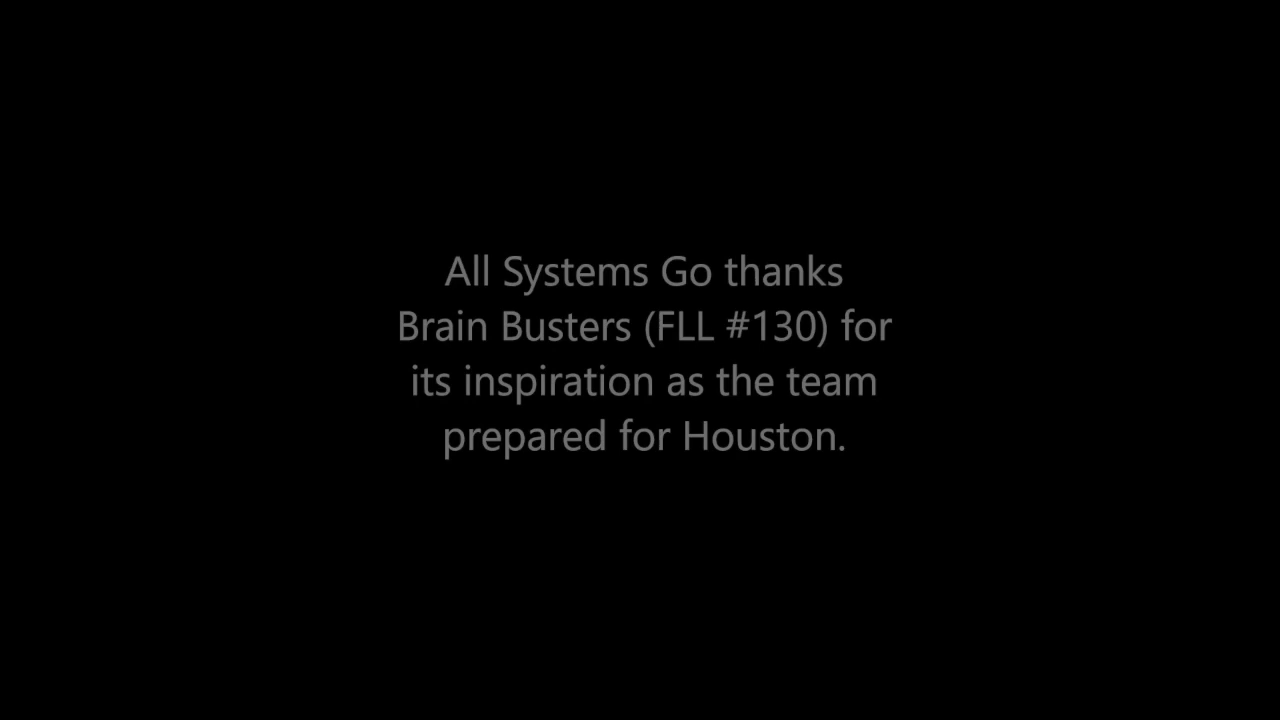 All Systems Go thanks
Brain Busters (FLL #130) for
its inspiration as the team
prepared for Houston.